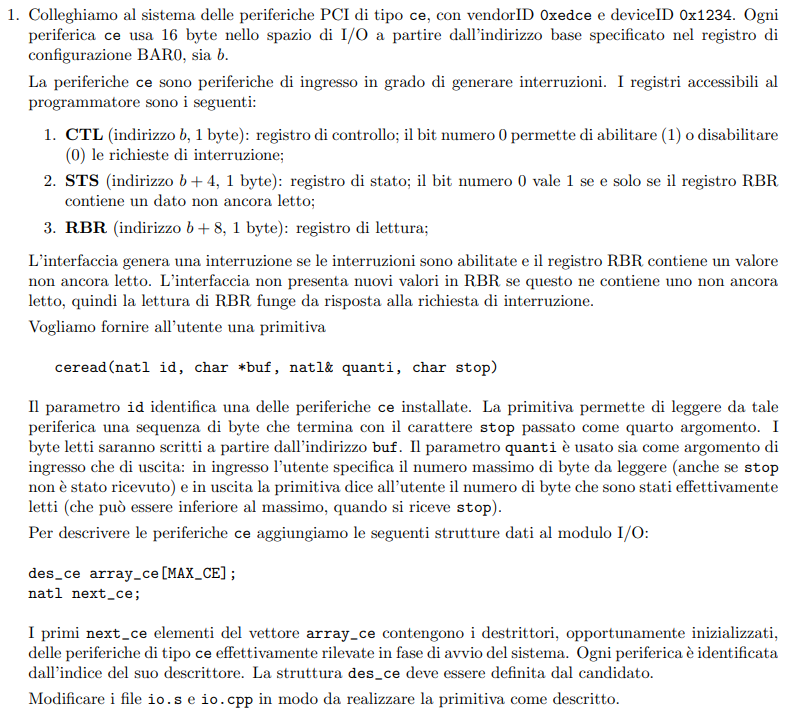 1. Colleghiamo al sistema delle periferiche PCI di tipo ce, con vendorID 0xedce e deviceID 0x1234. Ogni
periferica ce usa 16 byte nello spazio di I/O a partire dall'indirizzo base specificato nel registro di
configurazione BAR0, sia b.
La periferiche ce sono periferiche di ingresso in grado di generare interruzioni. I registri accessibili al
programmatore sono i seguenti:
1. CTL (indirizzo b, 1 byte): registro di controllo; il bit numero 0 permette di abilitare (1) o disabilitare
(0) le richieste di interruzione;
2. STS (indirizzo b + 4, 1 byte): registro di stato; il bit numero 0 vale 1 se e solo se il registro RBR
contiene un dato non ancora letto;
3. RBR (indirizzo b + 8, 1 byte): registro di lettura;
L'interfaccia genera una interruzione se le interruzioni sono abilitate e il registro RBR contiene un valore
non ancora letto. L'interfaccia non presenta nuovi valori in RBR se questo ne contiene uno non ancora
letto, quindi la lettura di RBR funge da risposta alla richiesta di interruzione.
Vogliamo fornire all'utente una primitiva
ceread(natl id, char *buf, natl& quanti, char stop)
Il parametro id identifica una delle periferiche ce installate. La primitiva permette di leggere da tale
periferica una sequenza di byte che termina con il carattere stop passato come quarto argomento. I
byte letti saranno scritti a partire dall'indirizzo buf. Il parametro quanti è usato sia come argomento di
ingresso che di uscita: in ingresso l'utente specifica il numero massimo di byte da leggere (anche se stop
non è stato ricevuto) e in uscita la primitiva dice all'utente il numero di byte che sono stati effettivamente
letti (che può essere inferiore al massimo, quando si riceve stop).
Per descrivere le periferiche ce aggiungiamo le seguenti strutture dati al modulo I/O:
des_ce array_ce[MAX_CE];
natl next_ce;
I primi next_ce elementi del vettore array_ce contengono i destrittori, opportunamente inizializzati,
delle periferiche di tipo ce effettivamente rilevate in fase di avvio del sistema. Ogni periferica è identificata
dall'indice del suo descrittore. La struttura des_ce deve essere definita dal candidato.
Modificare i file io.s e io.cpp in modo da realizzare la primitiva come descritto.